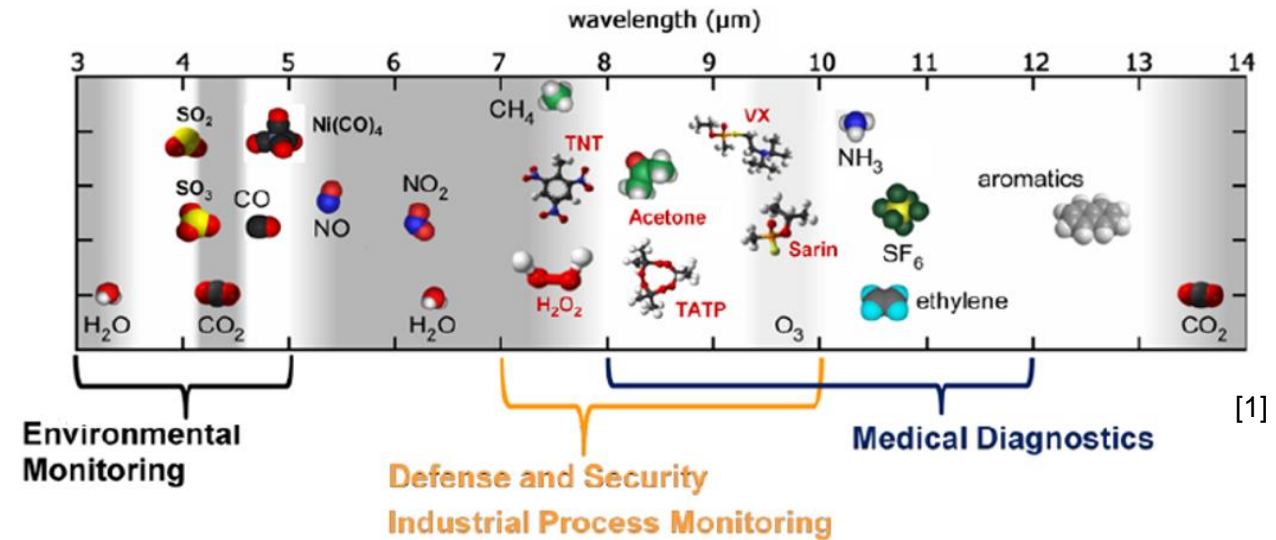 wavelength (µm)
3 4 5 6 7 8 9 10 11 12 13 14
SO2
Ni(CO)4
CH4
TNT
VX
NH3
SO3
CO
NO
NO2
Acetone
Sarin
aromatics
SF6
H2O
CO2
H2O
H2O2
TATP
O3
ethylene
CO2
[1]
Environmental
Monitoring
Medical Diagnostics
Defense and Security
Industrial Process Monitoring